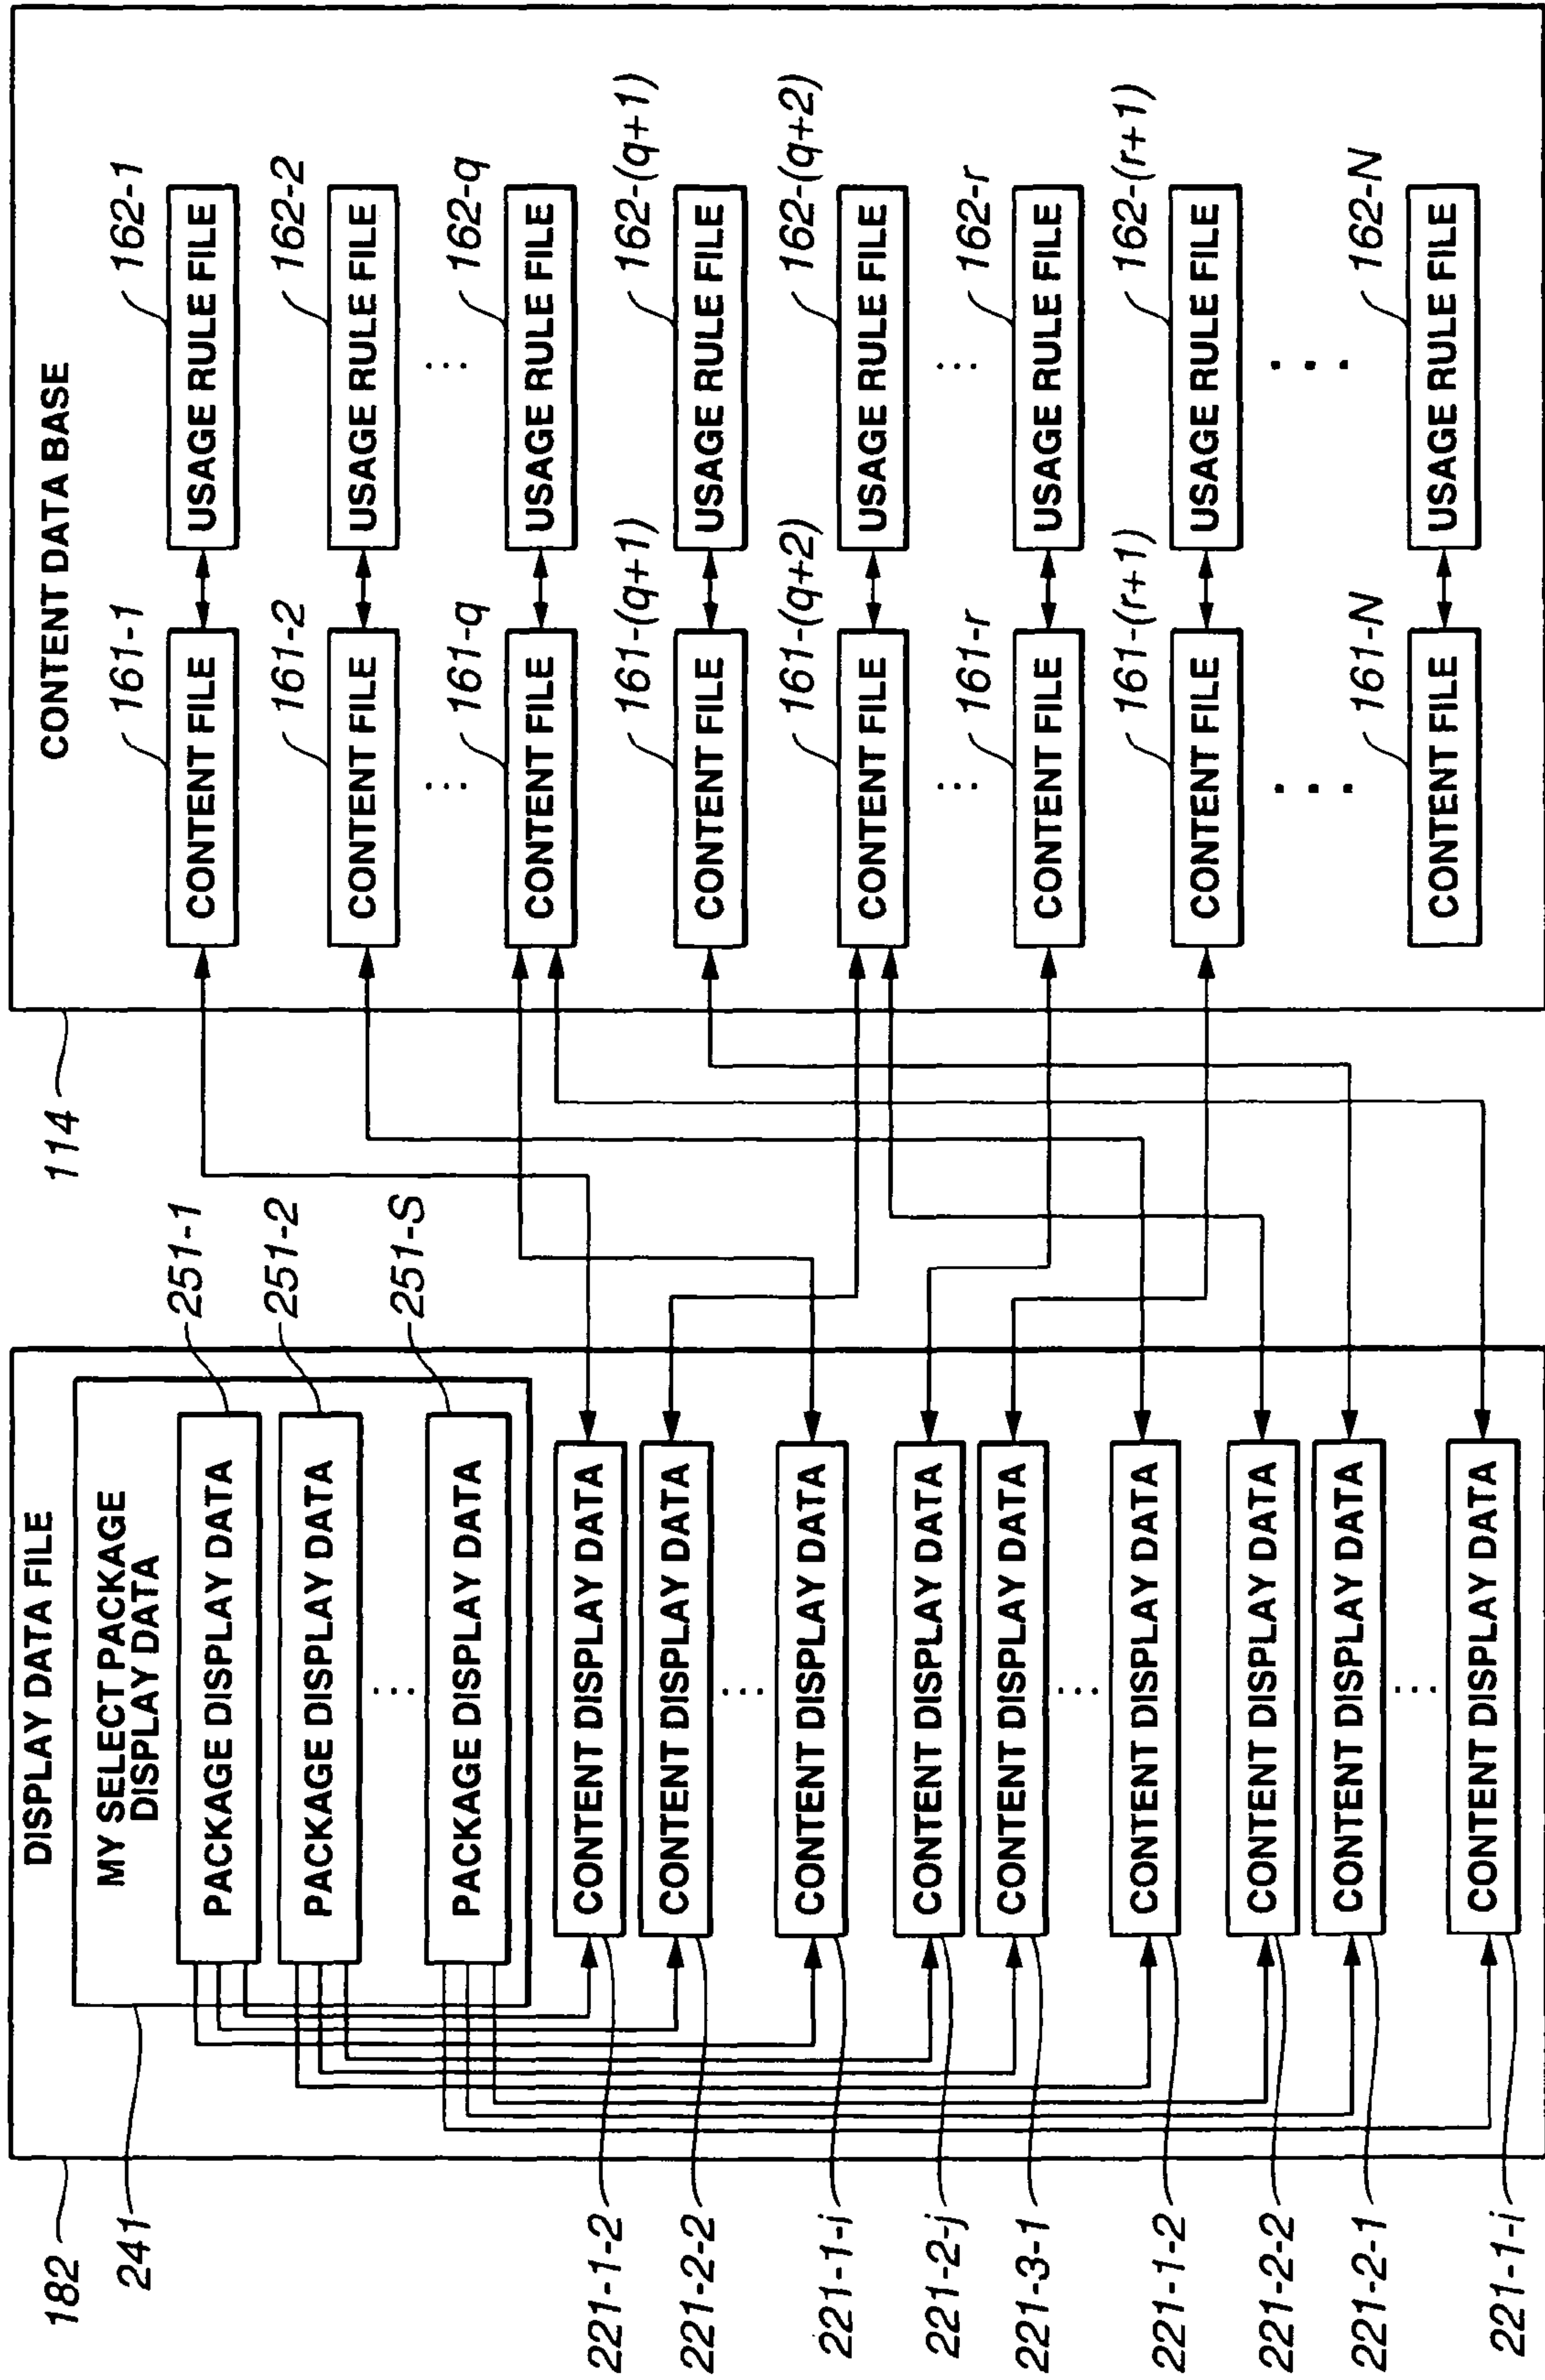 DISPLAY DATA FILE
MY SELECT PACKAGE
DISPLAY DATA
PACKAGE DISPLAY DATA
PACKAGE DISPLAY DATA
PACKAGE DISPLAY DATA
CONTENT DISPLAY DATA
CONTENT DISPLAY DATA
CONTENT DISPLAY DATA
CONTENT DISPLAY DATA
CONTENT DISPLAY DATA
CONTENT DISPLAY DATA
CONTENT DISPLAY DATA
CONTENT DISPLAY DATA
CONTENT DISPLAY DATA
182
241
221-1-2
221-2-2
221-1-i
221-2-j
221-3-1
221-1-2
221-2-2
221-2-1
221-1-i
251-1
251-2
251-S
114
CONTENT DATA BASE
161-1
CONTENT FILE
162-1
USAGE RULE FILE
161-2
CONTENT FILE
162-2
USAGE RULE FILE
161-q
CONTENT FILE
162-q
USAGE RULE FILE
161-(q+1)
CONTENT FILE
162-(q+1)
USAGE RULE FILE
161-(q+2)
CONTENT FILE
162-(q+2)
USAGE RULE FILE
161-r
CONTENT FILE
162-r
USAGE RULE FILE
161-(r+1)
CONTENT FILE
162-(r+1)
USAGE RULE FILE
161-N
CONTENT FILE
162-N
USAGE RULE FILE